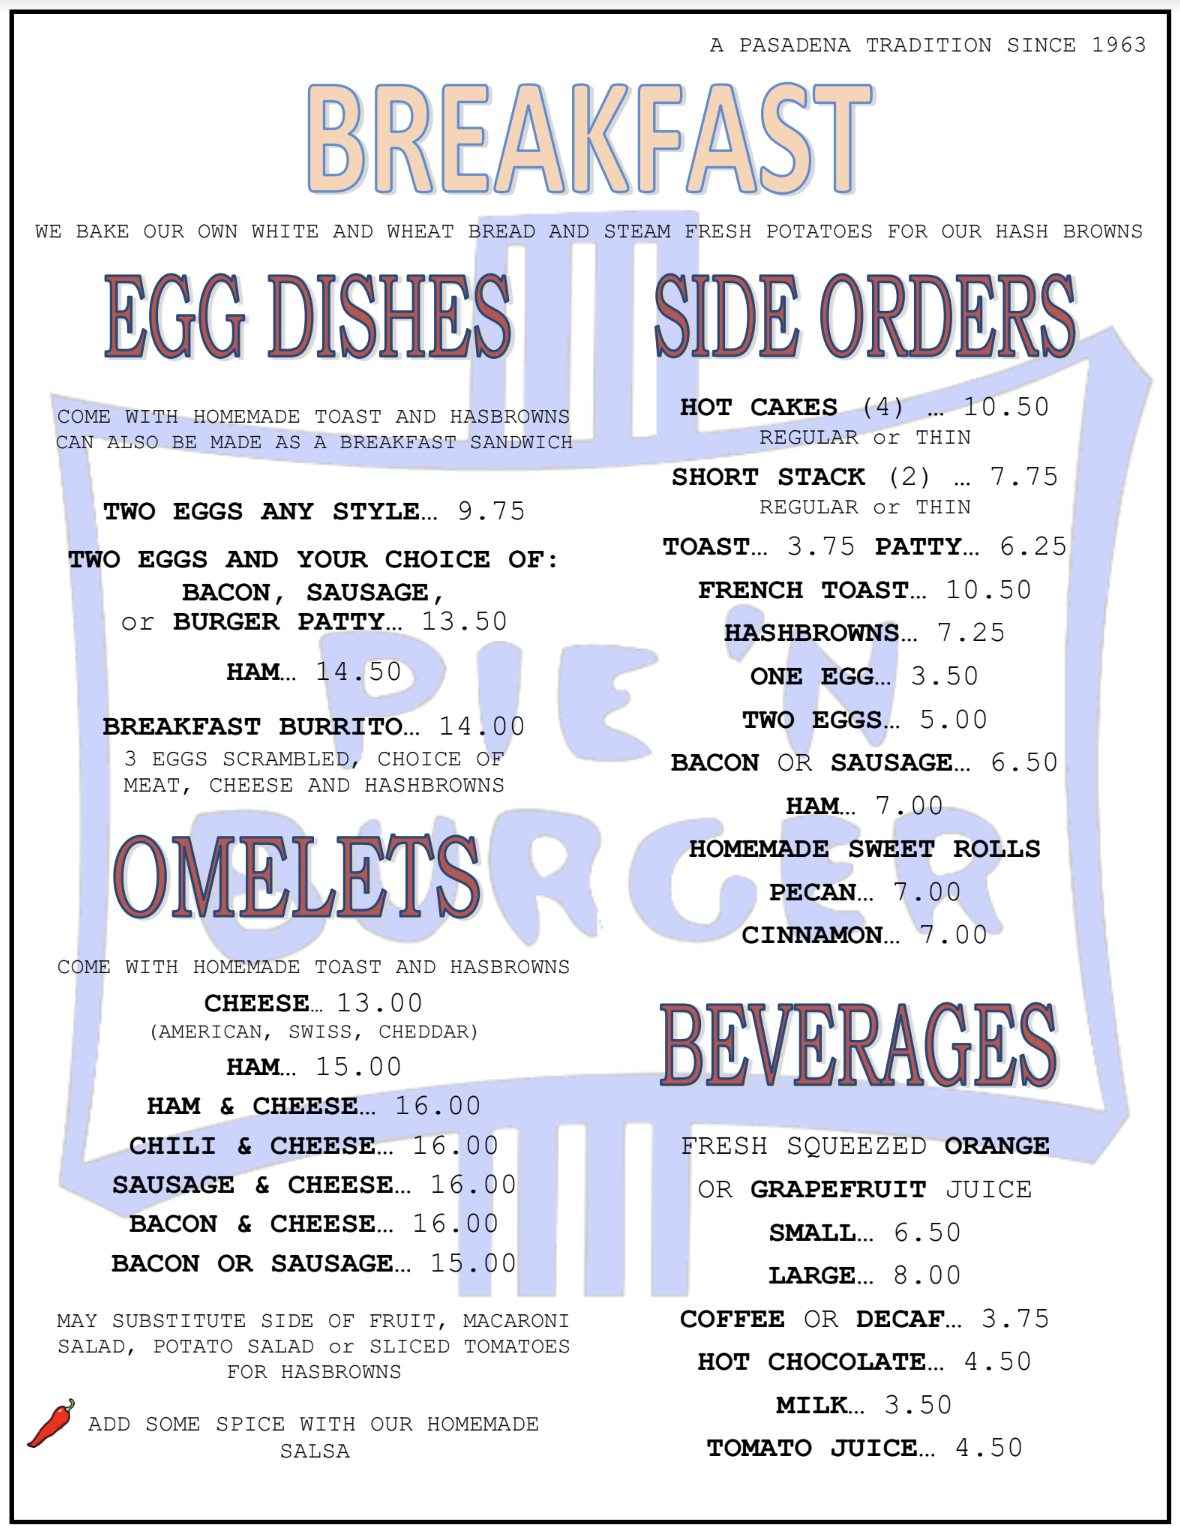 A PASADENA TRADITION SINCE 1963
BREAKFAST
WE BAKE OUR OWN WHITE AND WHEAT BREAD AND STEAM FRESH POTATOES FOR OUR HASH BROWNS
EGG DISHES
COME WITH HOMEMADE TOAST AND HASBROWNS
CAN ALSO BE MADE AS A BREAKFAST SANDWICH
TWO EGGS ANY STYLE… 9.75
TWO EGGS AND YOUR CHOICE OF:
BACON, SAUSAGE,
or BURGER PATTY… 13.50
HAM… 14.50
BREAKFAST BURRITO… 14.00
3 EGGS SCRAMBLED, CHOICE OF
MEAT, CHEESE AND HASHBROWNS
OMELETS
COME WITH HOMEMADE TOAST AND HASBROWNS
CHEESE… 13.00
(AMERICAN, SWISS, CHEDDAR)
HAM… 15.00
HAM & CHEESE… 16.00
CHILI & CHEESE… 16.00
SAUSAGE & CHEESE… 16.00
BACON & CHEESE… 16.00
BACON OR SAUSAGE… 15.00
MAY SUBSTITUTE SIDE OF FRUIT, MACARONI
SALAD, POTATO SALAD or SLICED TOMATOES
FOR HASBROWNS
ADD SOME SPICE WITH OUR HOMEMADE
SALSA
SIDE ORDERS
HOT CAKES (4) … 10.50
REGULAR or THIN
SHORT STACK (2) … 7.75
REGULAR or THIN
TOAST… 3.75 PATTY… 6.25
FRENCH TOAST… 10.50
HASHBROWNS… 7.25
ONE EGG… 3.50
TWO EGGS… 5.00
BACON OR SAUSAGE… 6.50
HAM… 7.00
HOMEMADE SWEET ROLLS
PECAN… 7.00
CINNAMON… 7.00
BEVERAGES
FRESH SQUEEZED ORANGE
OR GRAPEFRUIT JUICE
SMALL… 6.50
LARGE… 8.00
COFFEE OR DECAF… 3.75
HOT CHOCOLATE… 4.50
MILK… 3.50
TOMATO JUICE… 4.50
PIE 'N
BURGER